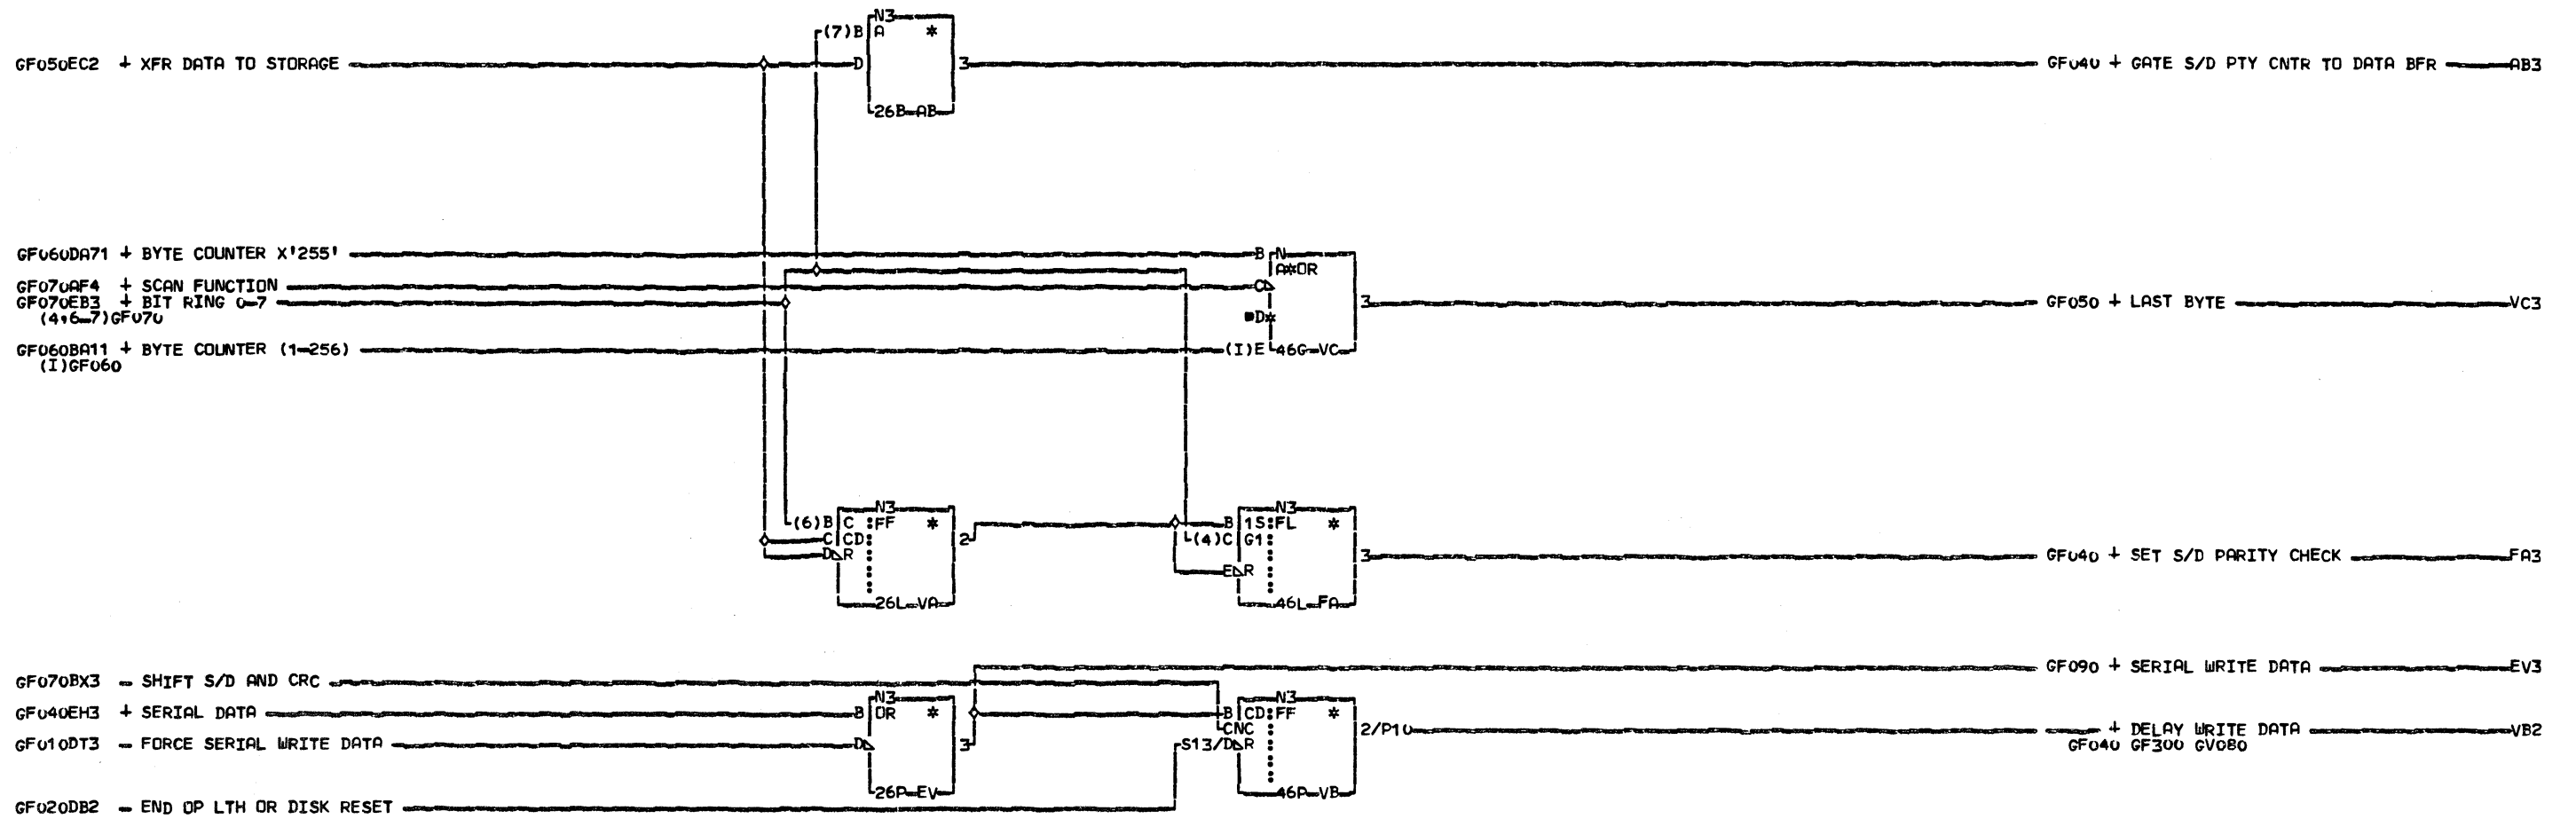 N3
(7)B A *
GF050EC2 + XFR DATA TO STORAGE D 3 GF040 + GATE S/D PTY CNTR TO DATA BFR AB3
26B AB
GF060DA71 + BYTE COUNTER X'255' B N
A*OR
GF070AF4 + SCAN FUNCTION C
GF070EB3 + BIT RING 0-7 3 GF050 + LAST BYTE VC3
(4,6-7)GF070 D*
GF060BA11 + BYTE COUNTER (1-256) (I)E 46G VC
(I)GF060
N3 N3
(6)B C FF * B 1S FL *
C CD 2 (4)C G1
D R 3 GF040 + SET S/D PARITY CHECK FA3
E R
26L VA 46L FA
GF090 + SERIAL WRITE DATA EV3
GF070BX3 - SHIFT S/D AND CRC
N3 N3
GF040EH3 + SERIAL DATA B OR * B CD FF *
CNC 2/P10 + DELAY WRITE DATA VB2
GF010DT3 - FORCE SERIAL WRITE DATA D 3 S13/D R GF040 GF300 GV080
26P EV 46P VB
GF020DB2 - END OP LTH OR DISK RESET